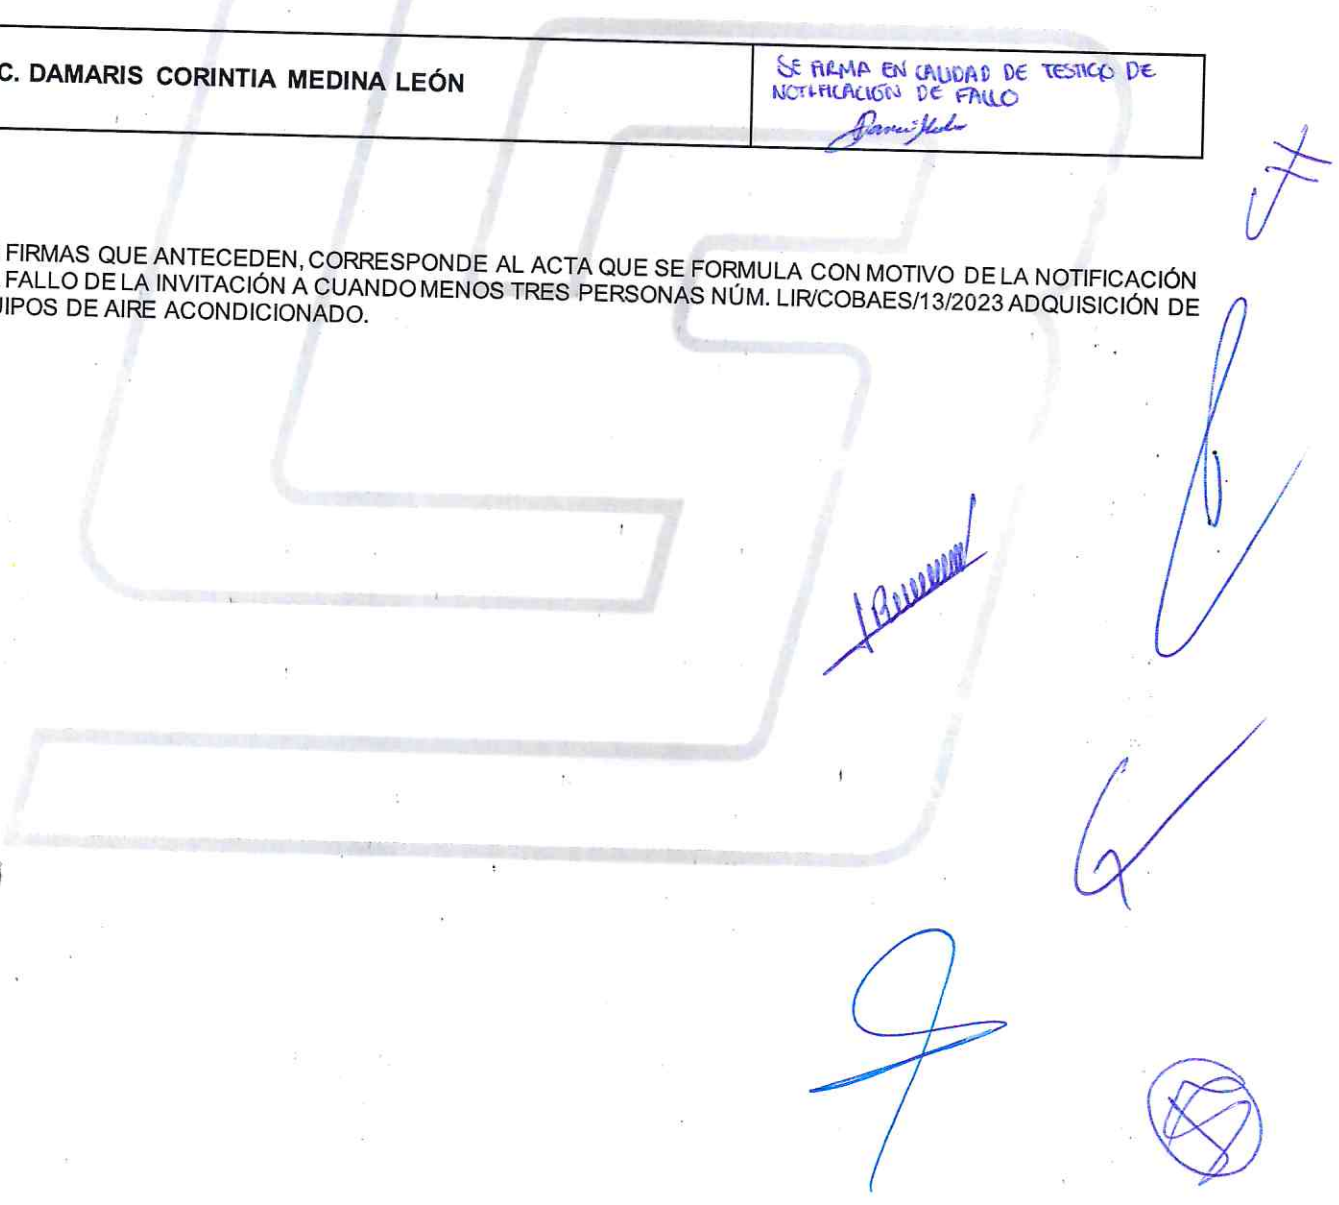 C. DAMARIS CORINTIA MEDINA LEÓN
SE FIRMA EN CALIDAD DE TESTIGO DE
NOTIFICACIÓN DE FALLO
FIRMAS QUE ANTECEDEN, CORRESPONDE AL ACTA QUE SE FORMULA CON MOTIVO DE LA NOTIFICACIÓN
FALLO DE LA INVITACIÓN A CUANDO MENOS TRES PERSONAS NÚM. LIR/COBAES/13/2023 ADQUISICIÓN DE
UIPOS DE AIRE ACONDICIONADO.